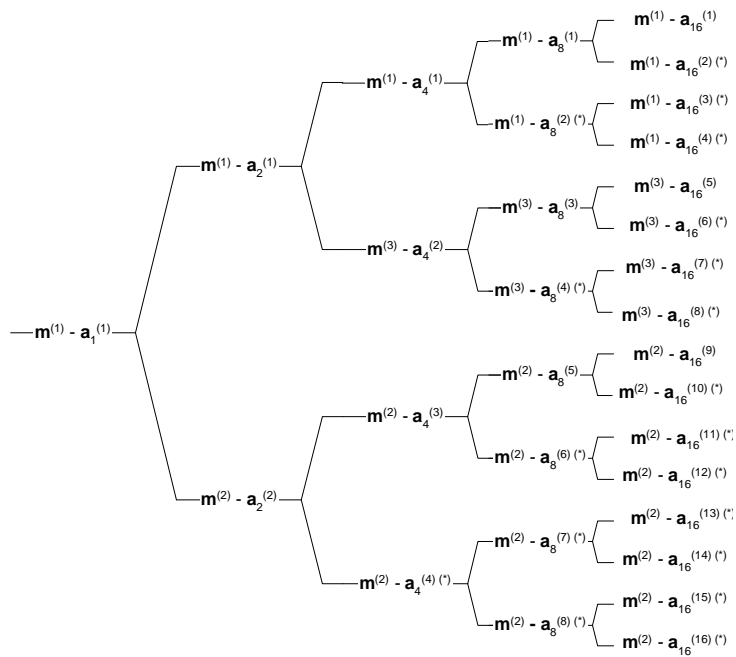 m(1) - a1(1)
m(1) - a2(1)
m(2) - a2(2)
m(1) - a4(1)
m(3) - a4(2)
m(2) - a4(3)
m(2) - a4(4) (*)
m(1) - a8(1)
m(1) - a8(2) (*)
m(3) - a8(3)
m(3) - a8(4) (*)
m(2) - a8(5)
m(2) - a8(6) (*)
m(2) - a8(7) (*)
m(2) - a8(8) (*)
m(1) - a16(1)
m(1) - a16(2) (*)
m(1) - a16(3) (*)
m(1) - a16(4) (*)
m(3) - a16(5)
m(3) - a16(6) (*)
m(3) - a16(7) (*)
m(3) - a16(8) (*)
m(2) - a16(9)
m(2) - a16(10) (*)
m(2) - a16(11) (*)
m(2) - a16(12) (*)
m(2) - a16(13) (*)
m(2) - a16(14) (*)
m(2) - a16(15) (*)
m(2) - a16(16) (*)